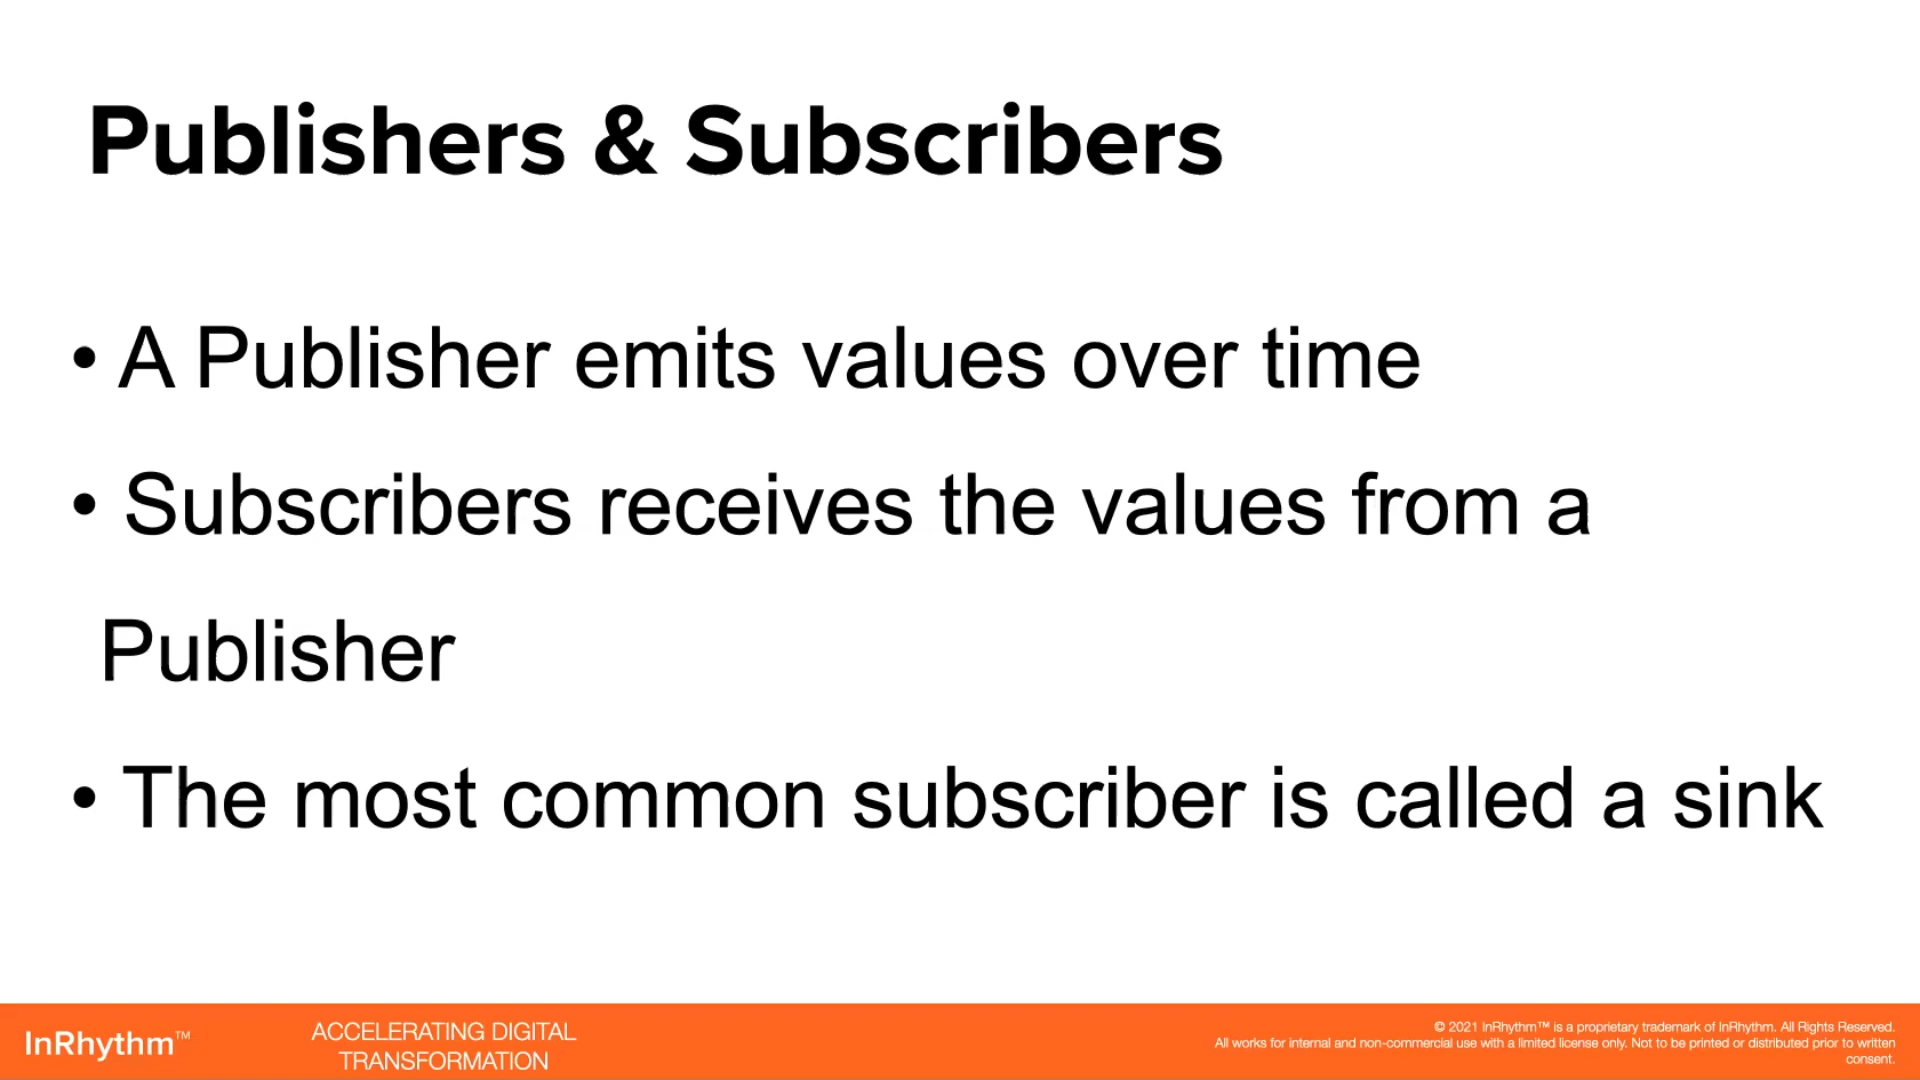 Publishers & Subscribers
• A Publisher emits values over time
• Subscribers receives the values from a
Publisher
• The most common subscriber is called a sink
InRhythm™
ACCELERATING DIGITAL
TRANSFORMATION
© 2021 InRhythm™ is a proprietary trademark of InRhythm. All Rights Reserved.
All works for internal and non-commercial use with a limited license only. Not to be printed or distributed prior to written
consent.